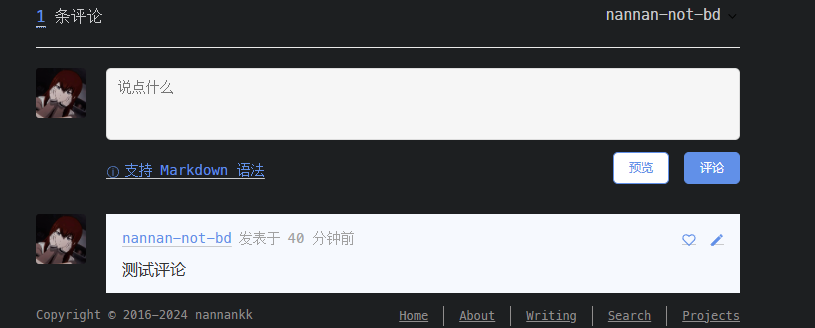 1 条评论 nannan-not-bd
说点什么
支持 Markdown 语法 预览 评论
nannan-not-bd 发表于 40 分钟前
测试评论
Copyright © 2016-2024 nannankk Home About Writing Search Projects